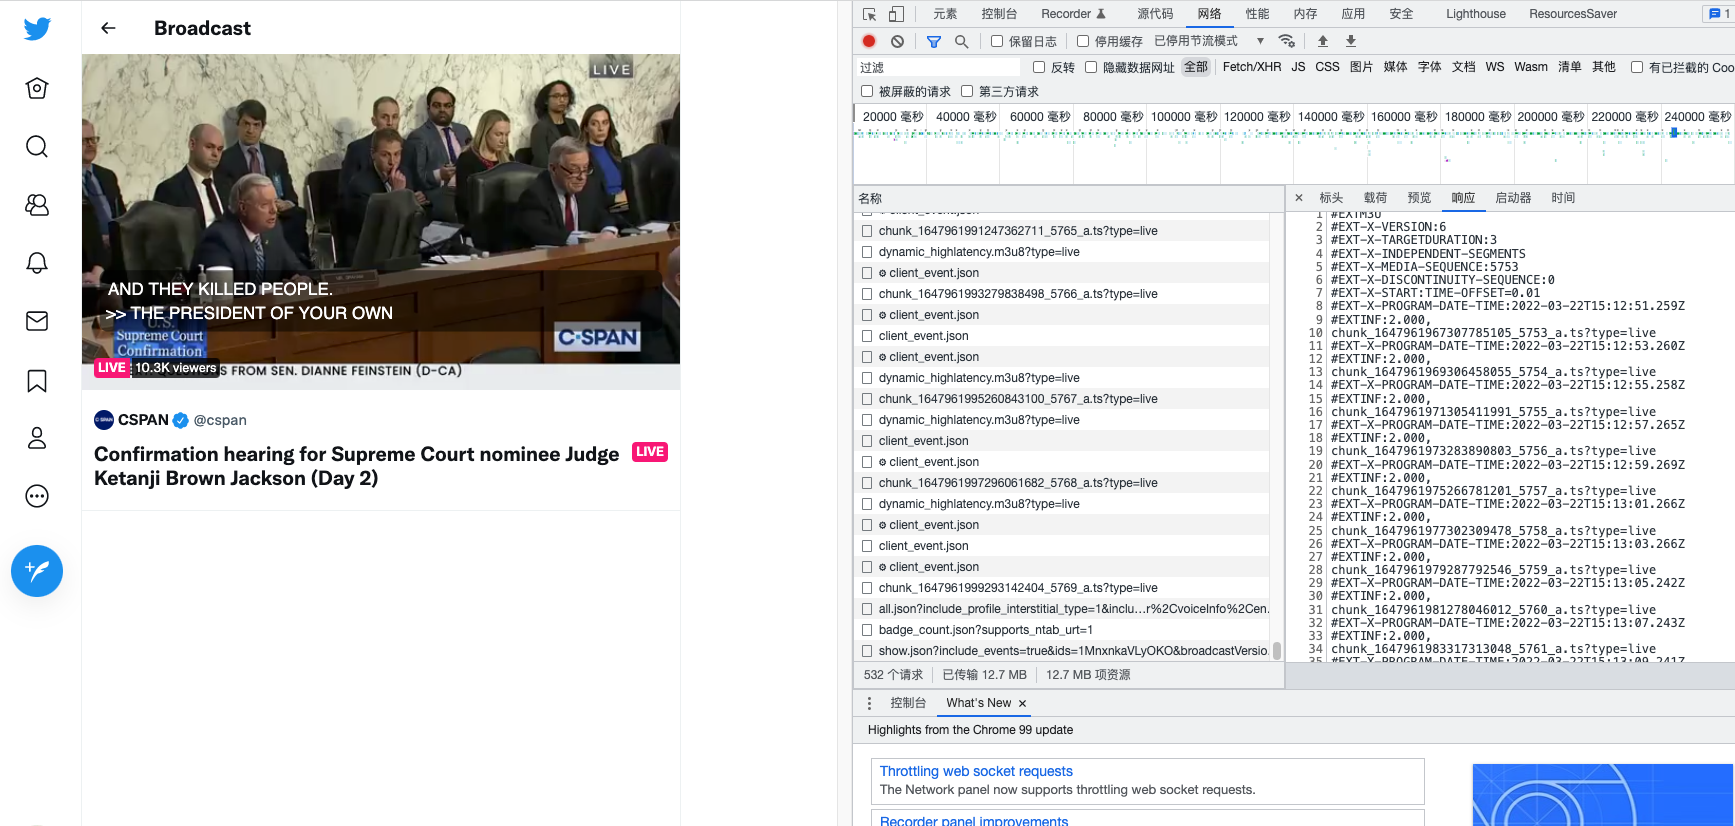 Broadcast
LIVE
AND THEY KILLED PEOPLE.
>> THE PRESIDENT OF YOUR OWN
U.S.
Supreme Court
Confirmation
C-SPAN
LIVE 10.3K viewers
FROM SEN. DIANNE FEINSTEIN (D-CA)
CSPAN @cspan
Confirmation hearing for Supreme Court nominee Judge LIVE
Ketanji Brown Jackson (Day 2)
元素 控制台 Recorder 源代码 网络 性能 内存 应用 安全 Lighthouse ResourcesSaver 1
保留日志 停用缓存 已停用节流模式
过滤 反转 隐藏数据网址 全部 Fetch/XHR JS CSS 图片 媒体 字体 文档 WS Wasm 清单 其他 有已拦截的 Coo
被屏蔽的请求 第三方请求
20000 毫秒 40000 毫秒 60000 毫秒 80000 毫秒 100000 毫秒 120000 毫秒 140000 毫秒 160000 毫秒 180000 毫秒 200000 毫秒 220000 毫秒 240000 毫秒
名称
client_event.json
chunk_1647961991247362711_5765_a.ts?type=live
dynamic_highlatency.m3u8?type=live
client_event.json
chunk_1647961993279838498_5766_a.ts?type=live
client_event.json
client_event.json
client_event.json
dynamic_highlatency.m3u8?type=live
chunk_1647961995260843100_5767_a.ts?type=live
dynamic_highlatency.m3u8?type=live
client_event.json
client_event.json
chunk_1647961997296061682_5768_a.ts?type=live
dynamic_highlatency.m3u8?type=live
client_event.json
client_event.json
client_event.json
chunk_1647961999293142404_5769_a.ts?type=live
all.json?include_profile_interstitial_type=1&inclu…r%2CvoiceInfo%2Cen.
badge_count.json?supports_ntab_urt=1
show.json?include_events=true&ids=1MnxnkaVLyOKO&broadcastVersio.
532 个请求 已传输 12.7 MB 12.7 MB 项资源
× 标头 载荷 预览 响应 启动器 时间
1 #EXTM3U
2 #EXT-X-VERSION:6
3 #EXT-X-TARGETDURATION:3
4 #EXT-X-INDEPENDENT-SEGMENTS
5 #EXT-X-MEDIA-SEQUENCE:5753
6 #EXT-X-DISCONTINUITY-SEQUENCE:0
7 #EXT-X-START:TIME-OFFSET=0.01
8 #EXT-X-PROGRAM-DATE-TIME:2022-03-22T15:12:51.259Z
9 #EXTINF:2.000,
10 chunk_1647961967307785105_5753_a.ts?type=live
11 #EXT-X-PROGRAM-DATE-TIME:2022-03-22T15:12:53.260Z
12 #EXTINF:2.000,
13 chunk_1647961969306458055_5754_a.ts?type=live
14 #EXT-X-PROGRAM-DATE-TIME:2022-03-22T15:12:55.258Z
15 #EXTINF:2.000,
16 chunk_1647961971305411991_5755_a.ts?type=live
17 #EXT-X-PROGRAM-DATE-TIME:2022-03-22T15:12:57.265Z
18 #EXTINF:2.000,
19 chunk_1647961973283890803_5756_a.ts?type=live
20 #EXT-X-PROGRAM-DATE-TIME:2022-03-22T15:12:59.269Z
21 #EXTINF:2.000,
22 chunk_1647961975266781201_5757_a.ts?type=live
23 #EXT-X-PROGRAM-DATE-TIME:2022-03-22T15:13:01.266Z
24 #EXTINF:2.000,
25 chunk_1647961977302309478_5758_a.ts?type=live
26 #EXT-X-PROGRAM-DATE-TIME:2022-03-22T15:13:03.266Z
27 #EXTINF:2.000,
28 chunk_1647961979287792546_5759_a.ts?type=live
29 #EXT-X-PROGRAM-DATE-TIME:2022-03-22T15:13:05.242Z
30 #EXTINF:2.000,
31 chunk_1647961981278046012_5760_a.ts?type=live
32 #EXT-X-PROGRAM-DATE-TIME:2022-03-22T15:13:07.243Z
33 #EXTINF:2.000,
34 chunk_1647961983317313048_5761_a.ts?type=live
35 #EXT-X-PROGRAM-DATE-TIME:2022-03-22T15:13:09.241Z
控制台 What's New ×
Highlights from the Chrome 99 update
Throttling web socket requests
The Network panel now supports throttling web socket requests.
Recorder panel improvements